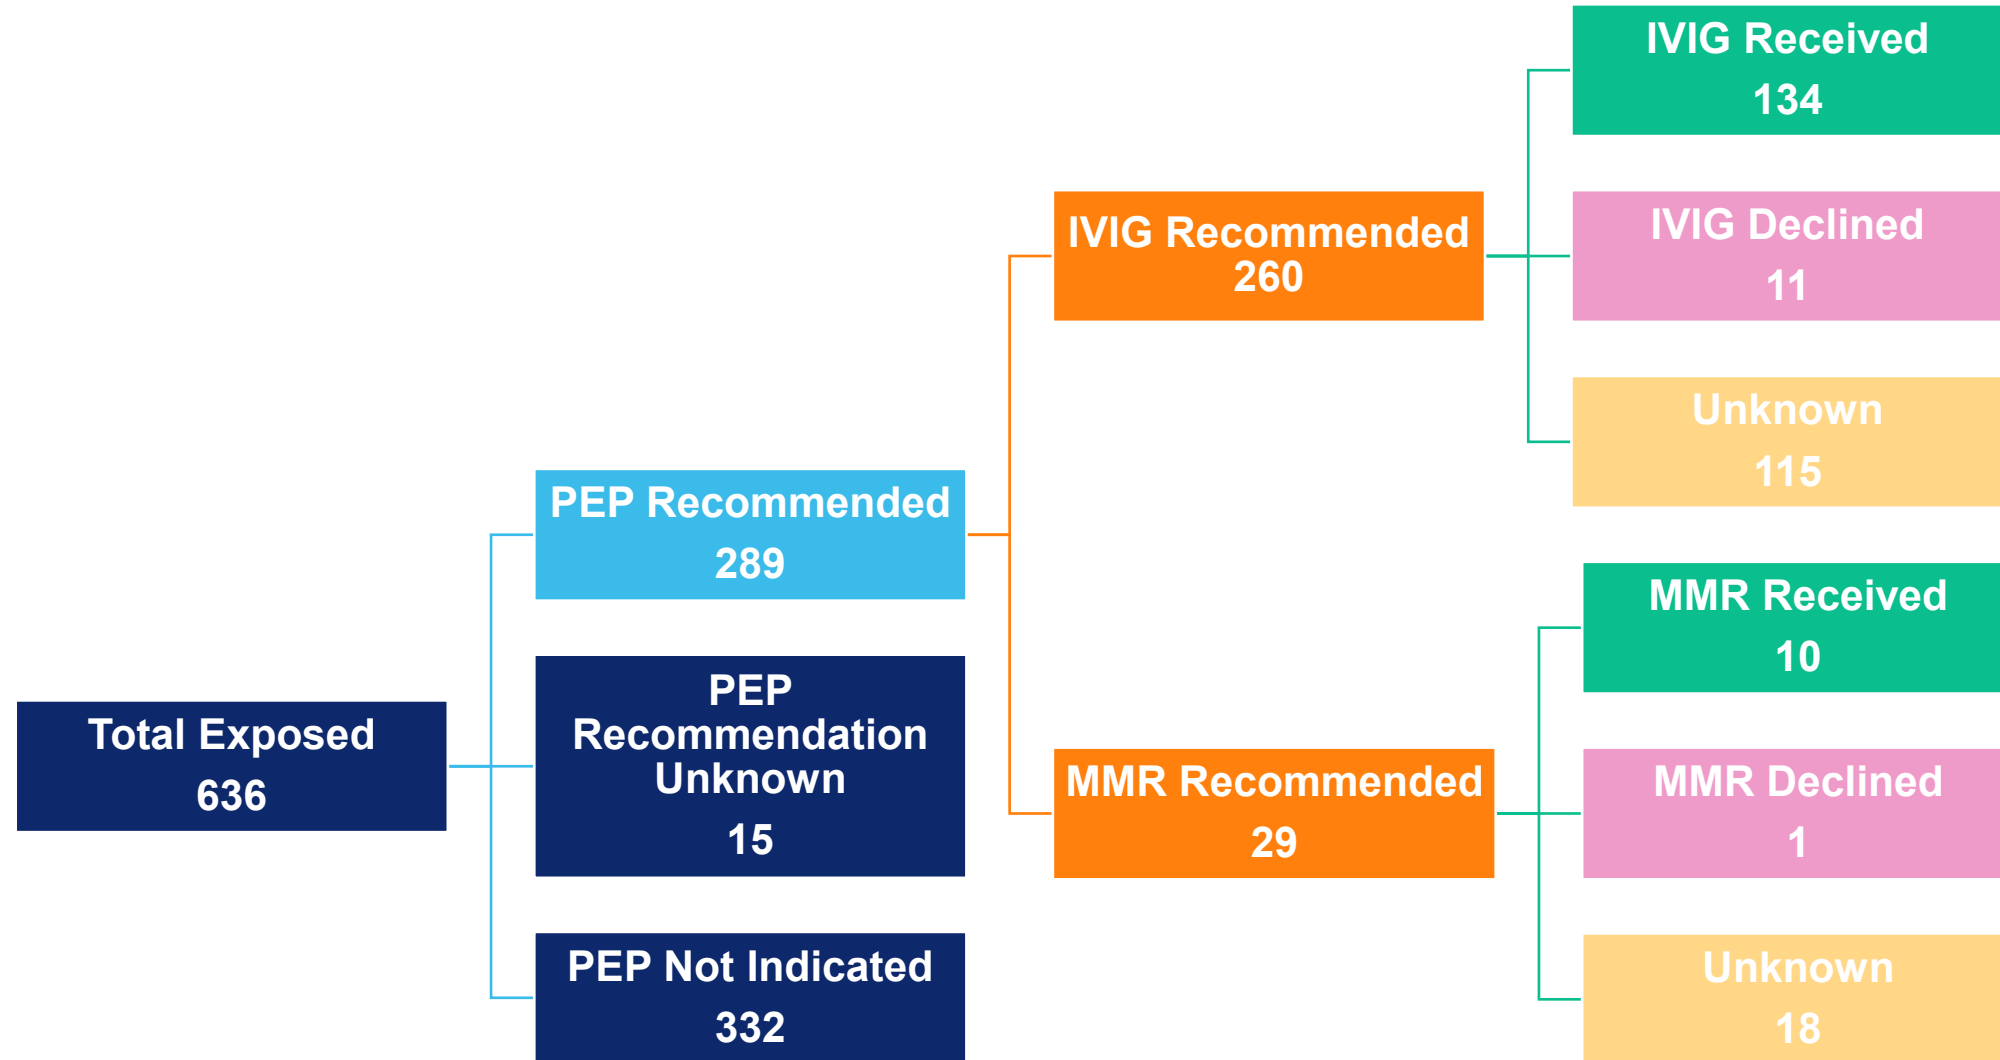 Total Exposed
636
PEP Recommended
289
PEP
Recommendation
Unknown
15
PEP Not Indicated
332
IVIG Recommended
260
MMR Recommended
29
IVIG Received
134
IVIG Declined
11
Unknown
115
MMR Received
10
MMR Declined
1
Unknown
18